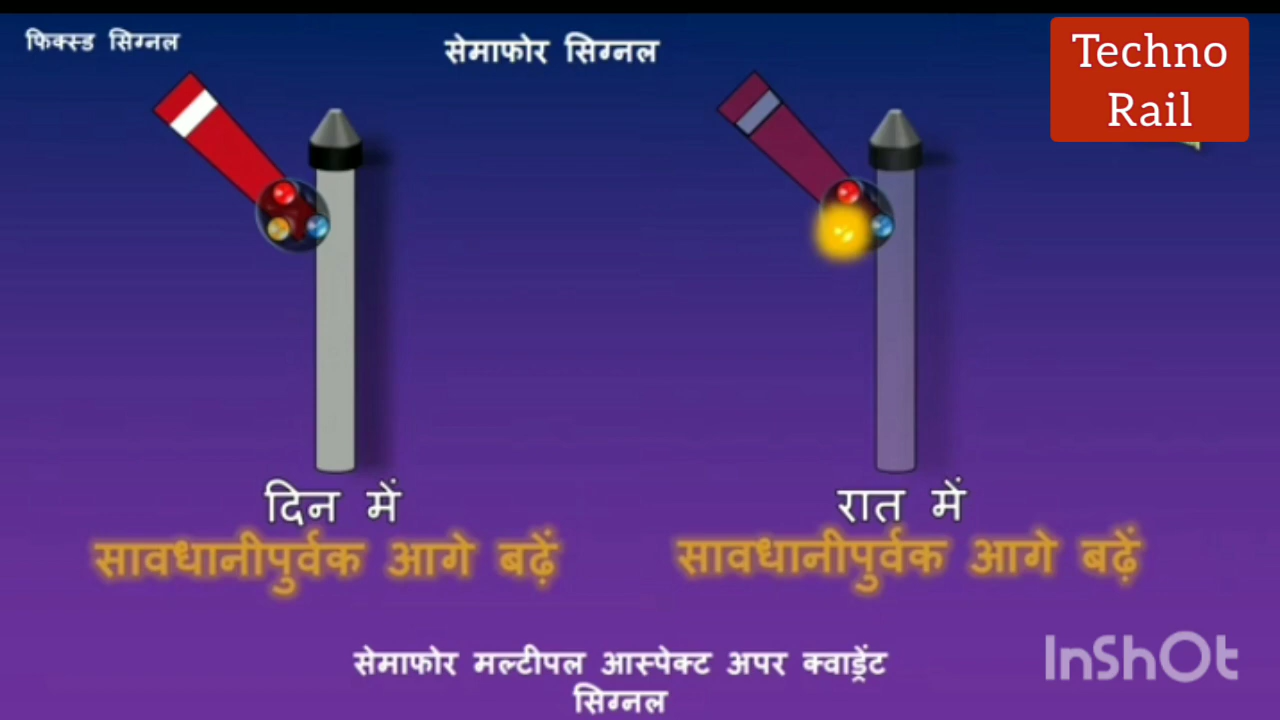 फिक्स्ड सिग्नल
सेमाफोर सिग्नल
Techno
Rail
दिन में
रात में
सावधानीपुर्वक आगे बढ़ें
सावधानीपुर्वक आगे बढ़ें
सेमाफोर मल्टीपल आस्पेक्ट अपर क्वाड्रेंट
सिग्नल
InShOt